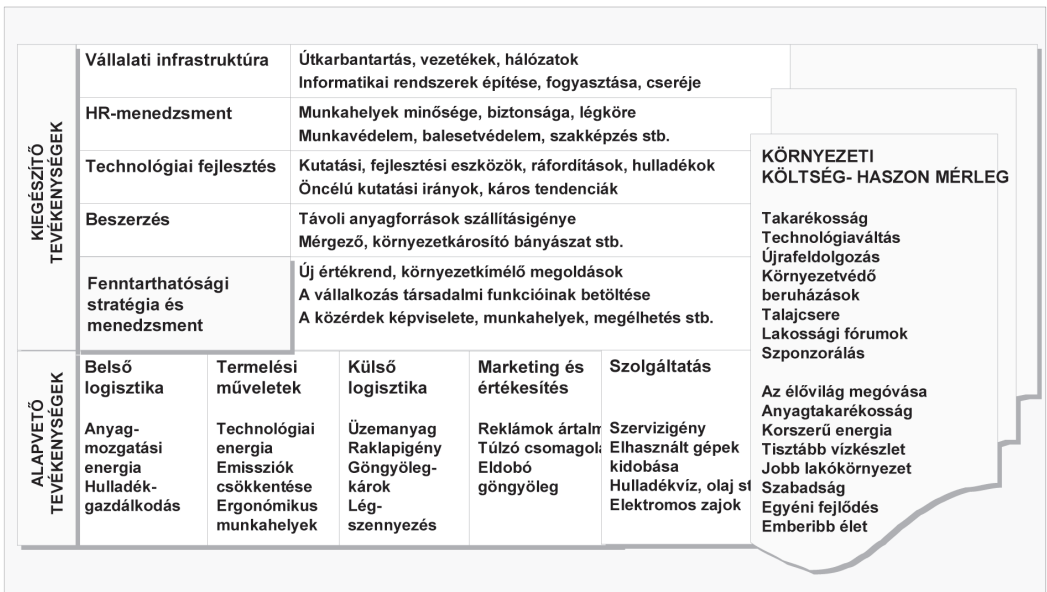 KIEGÉSZÍTŐ
TEVÉKENYSÉGEK
Vállalati infrastruktúra
Útkarbantartás, vezetékek, hálózatok
Informatikai rendszerek építése, fogyasztása, cseréje
HR-menedzsment
Munkahelyek minősége, biztonsága, légköre
Munkavédelem, balesetvédelem, szakképzés stb.
Technológiai fejlesztés
Kutatási, fejlesztési eszközök, ráfordítások, hulladékok
Öncélú kutatási irányok, káros tendenciák
Beszerzés
Távoli anyagforrások szállításigénye
Mérgező, környezetkárosító bányászat stb.
Fenntarthatósági
stratégia és
menedzsment
Új értékrend, környezetkímélő megoldások
A vállalkozás társadalmi funkcióinak betöltése
A közérdek képviselete, munkahelyek, megélhetés stb.
ALAPVETŐ
TEVÉKENYSÉGEK
Belső
logisztika
Anyag-
mozgatási
energia
Hulladék-
gazdálkodás
Termelési
műveletek
Technológiai
energia
Emissziók
csökkentése
Ergonómikus
munkahelyek
Külső
logisztika
Üzemanyag
Raklapigény
Göngyöleg-
károk
Lég-
szennyezés
Marketing és
értékesítés
Reklámok ártalm
Túlzó csomagola
Eldobó
göngyöleg
Szolgáltatás
Szervizigény
Elhasznált gépek
kidobása
Hulladékvíz, olaj st
Elektromos zajok
KÖRNYEZETI
KÖLTSÉG- HASZON MÉRLEG
Takarékosság
Technológiaváltás
Újrafeldolgozás
Környezetvédő
beruházások
Talajcsere
Lakossági fórumok
Szponzorálás
Az élővilág megóvása
Anyagtakarékosság
Korszerű energia
Tisztább vízkészlet
Jobb lakókörnyezet
Szabadság
Egyéni fejlődés
Emberibb élet